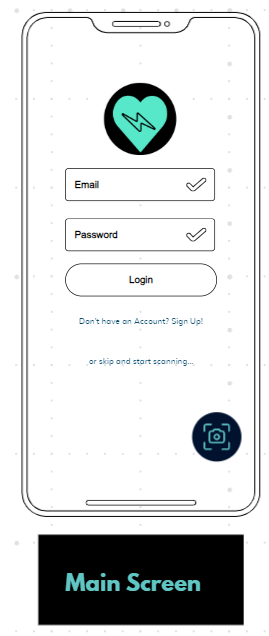 Email
Password
Login
Don't have an Account? Sign Up!
or skip and start scanning...
Main Screen